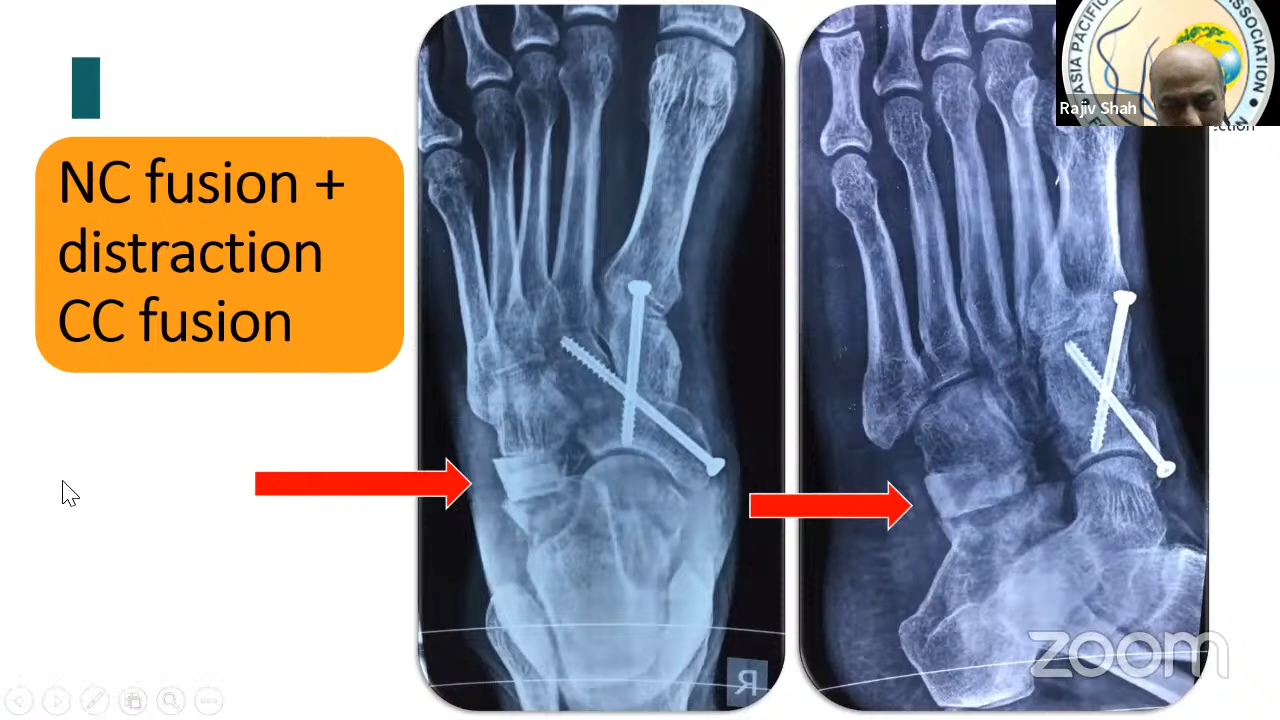 NC fusion +
distraction
CC fusion
ASIA PACIFIC
ASSOCIATION
Rajiv Shah
R
zoom